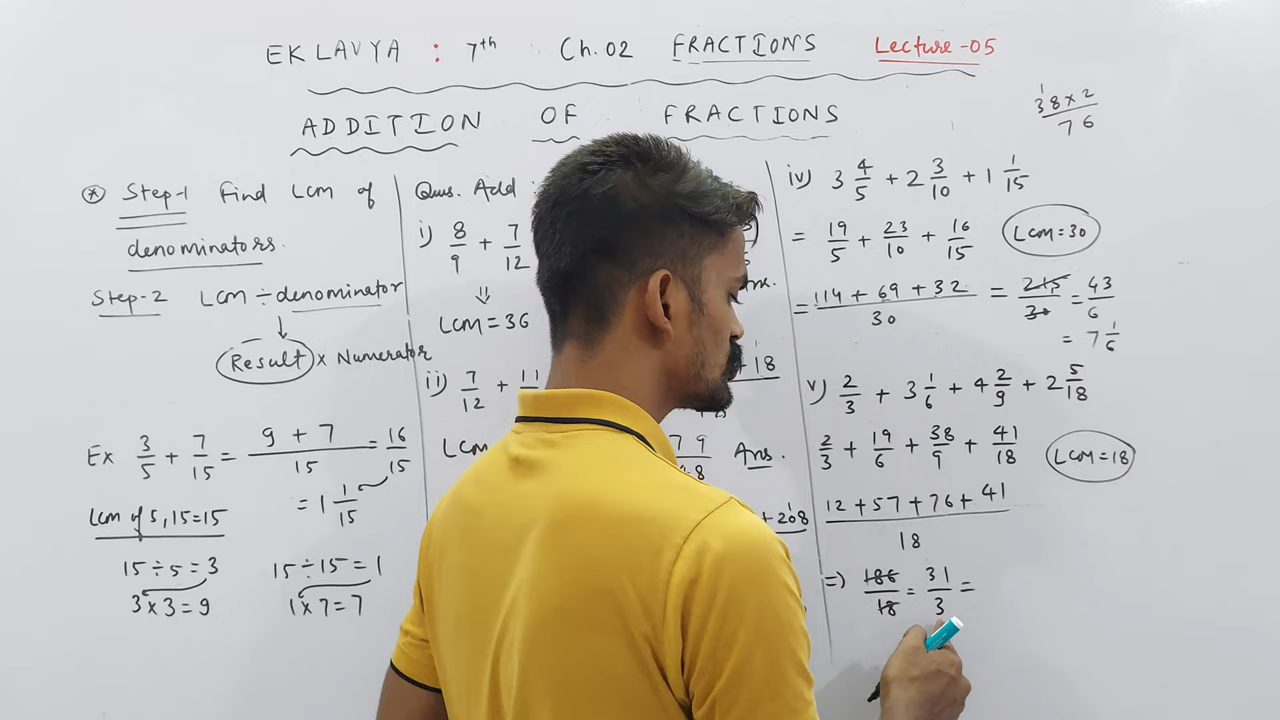 EKLAVYA : 7th Ch. 02 FRACTIONS Lecture -05
ADDITION OF FRACTIONS
1
38 × 2
76
⊛ Step-1 Find LCM of
denominators.
Step-2 LCM ÷ denominator
↓
Result × Numerator
Ex 3/5 + 7/15 = (9 + 7)/15 = 16/15
= 1 1/15
LCM of 5, 15 = 15
15 ÷ 5 = 3 15 ÷ 15 = 1
3 × 3 = 9 1 × 7 = 7
Ques. Add :
i) 8/9 + 7/12
⇓
LCM = 36
ii) 7/12 + 11
LCM
Ans.
+ 18
79
Ans.
+ 208
iv) 3 4/5 + 2 3/10 + 1 1/15
= 19/5 + 23/10 + 16/15 LCM = 30
= (114 + 69 + 32)/30 = 215/30 = 43/6
= 7 1/6
v) 2/3 + 3 1/6 + 4 2/9 + 2 5/18
2/3 + 19/6 + 38/9 + 41/18 LCM = 18
(12 + 57 + 76 + 41)/18
=) 186/18 = 31/3 =